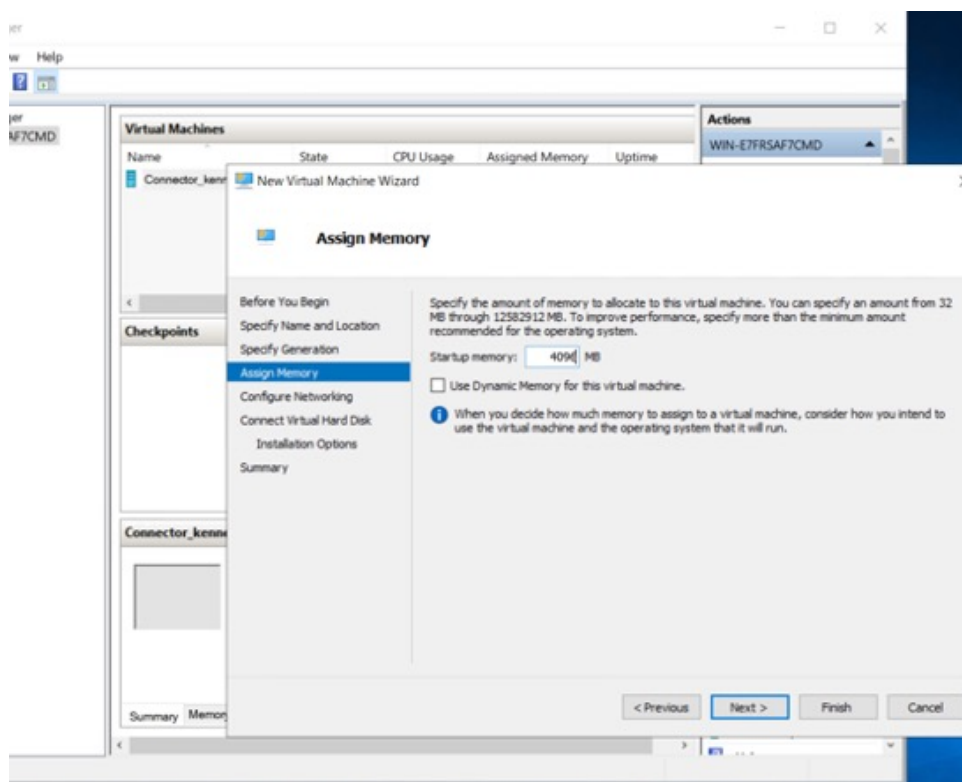 ger
ew Help
ger
AF7CMD
Virtual Machines
Name State CPU Usage Assigned Memory Uptime
Connector_kenn
Checkpoints
Connector_kenne
Summary Memory
Actions
WIN-E7FRSAF7CMD
New Virtual Machine Wizard
Assign Memory
Before You Begin
Specify Name and Location
Specify Generation
Assign Memory
Configure Networking
Connect Virtual Hard Disk
Installation Options
Summary
Specify the amount of memory to allocate to this virtual machine. You can specify an amount from 32
MB through 12582912 MB. To improve performance, specify more than the minimum amount
recommended for the operating system.
Startup memory: 4096 MB
Use Dynamic Memory for this virtual machine.
When you decide how much memory to assign to a virtual machine, consider how you intend to
use the virtual machine and the operating system that it will run.
< Previous Next > Finish Cancel